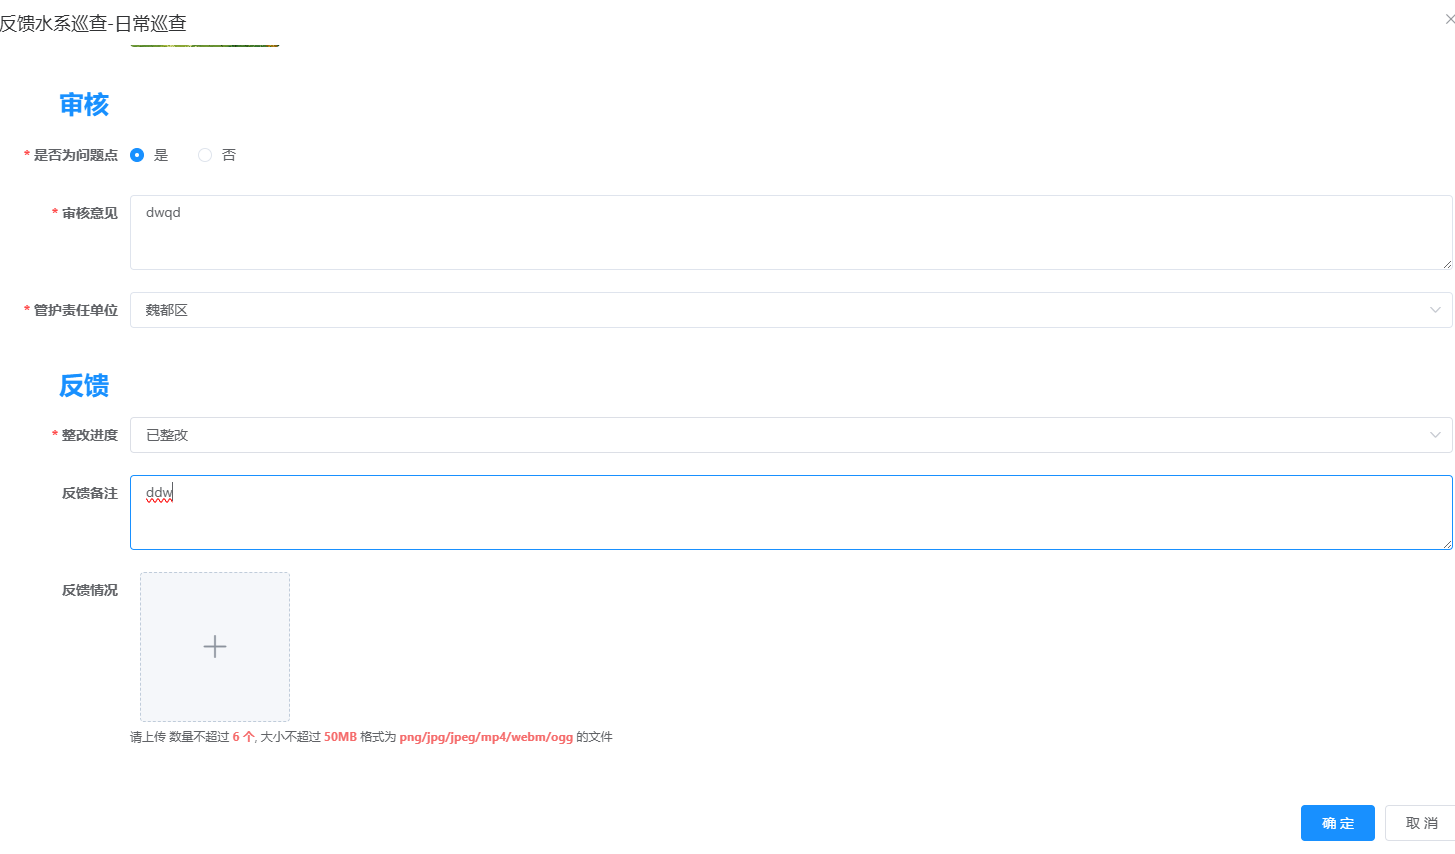 反馈水系巡查-日常巡查
审核
* 是否为问题点 是 否
* 审核意见 dwqd
* 管护责任单位 魏都区
反馈
* 整改进度 已整改
反馈备注 ddw
反馈情况
请上传 数量不超过 6 个, 大小不超过 50MB 格式为 png/jpg/jpeg/mp4/webm/ogg 的文件
确 定 取 消